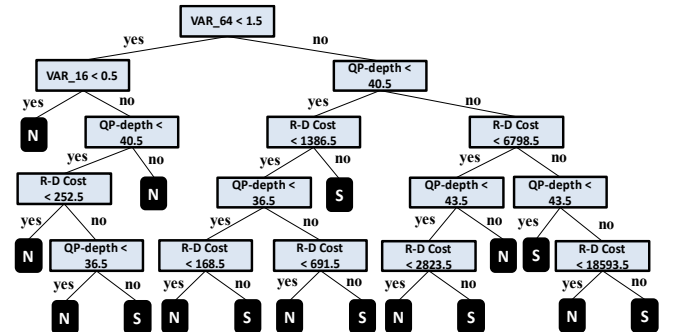 VAR_64 < 1.5
yes
no
VAR_16 < 0.5
QP-depth <
40.5
yes
no
yes
no
N
QP-depth <
40.5
R-D Cost
< 1386.5
R-D Cost
< 6798.5
yes
no
yes
no
yes
no
R-D Cost
< 252.5
N
QP-depth <
36.5
S
QP-depth <
43.5
QP-depth <
43.5
yes
no
yes
no
yes
no
yes
no
N
QP-depth <
36.5
R-D Cost
< 168.5
R-D Cost
< 691.5
R-D Cost
< 2823.5
N
S
R-D Cost
< 18593.5
yes
no
yes
no
yes
no
yes
no
yes
no
N
S
N
S
N
S
N
S
N
S